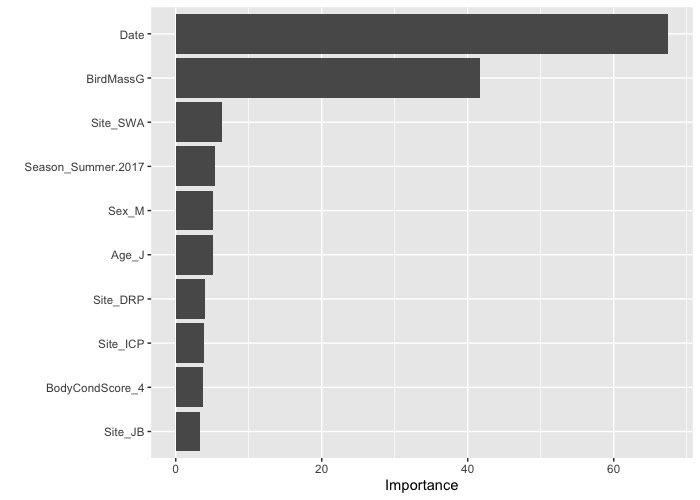 Date
BirdMassG
Site_SWA
Season_Summer.2017
Sex_M
Age_J
Site_DRP
Site_ICP
BodyCondScore_4
Site_JB
0 20 40 60
Importance